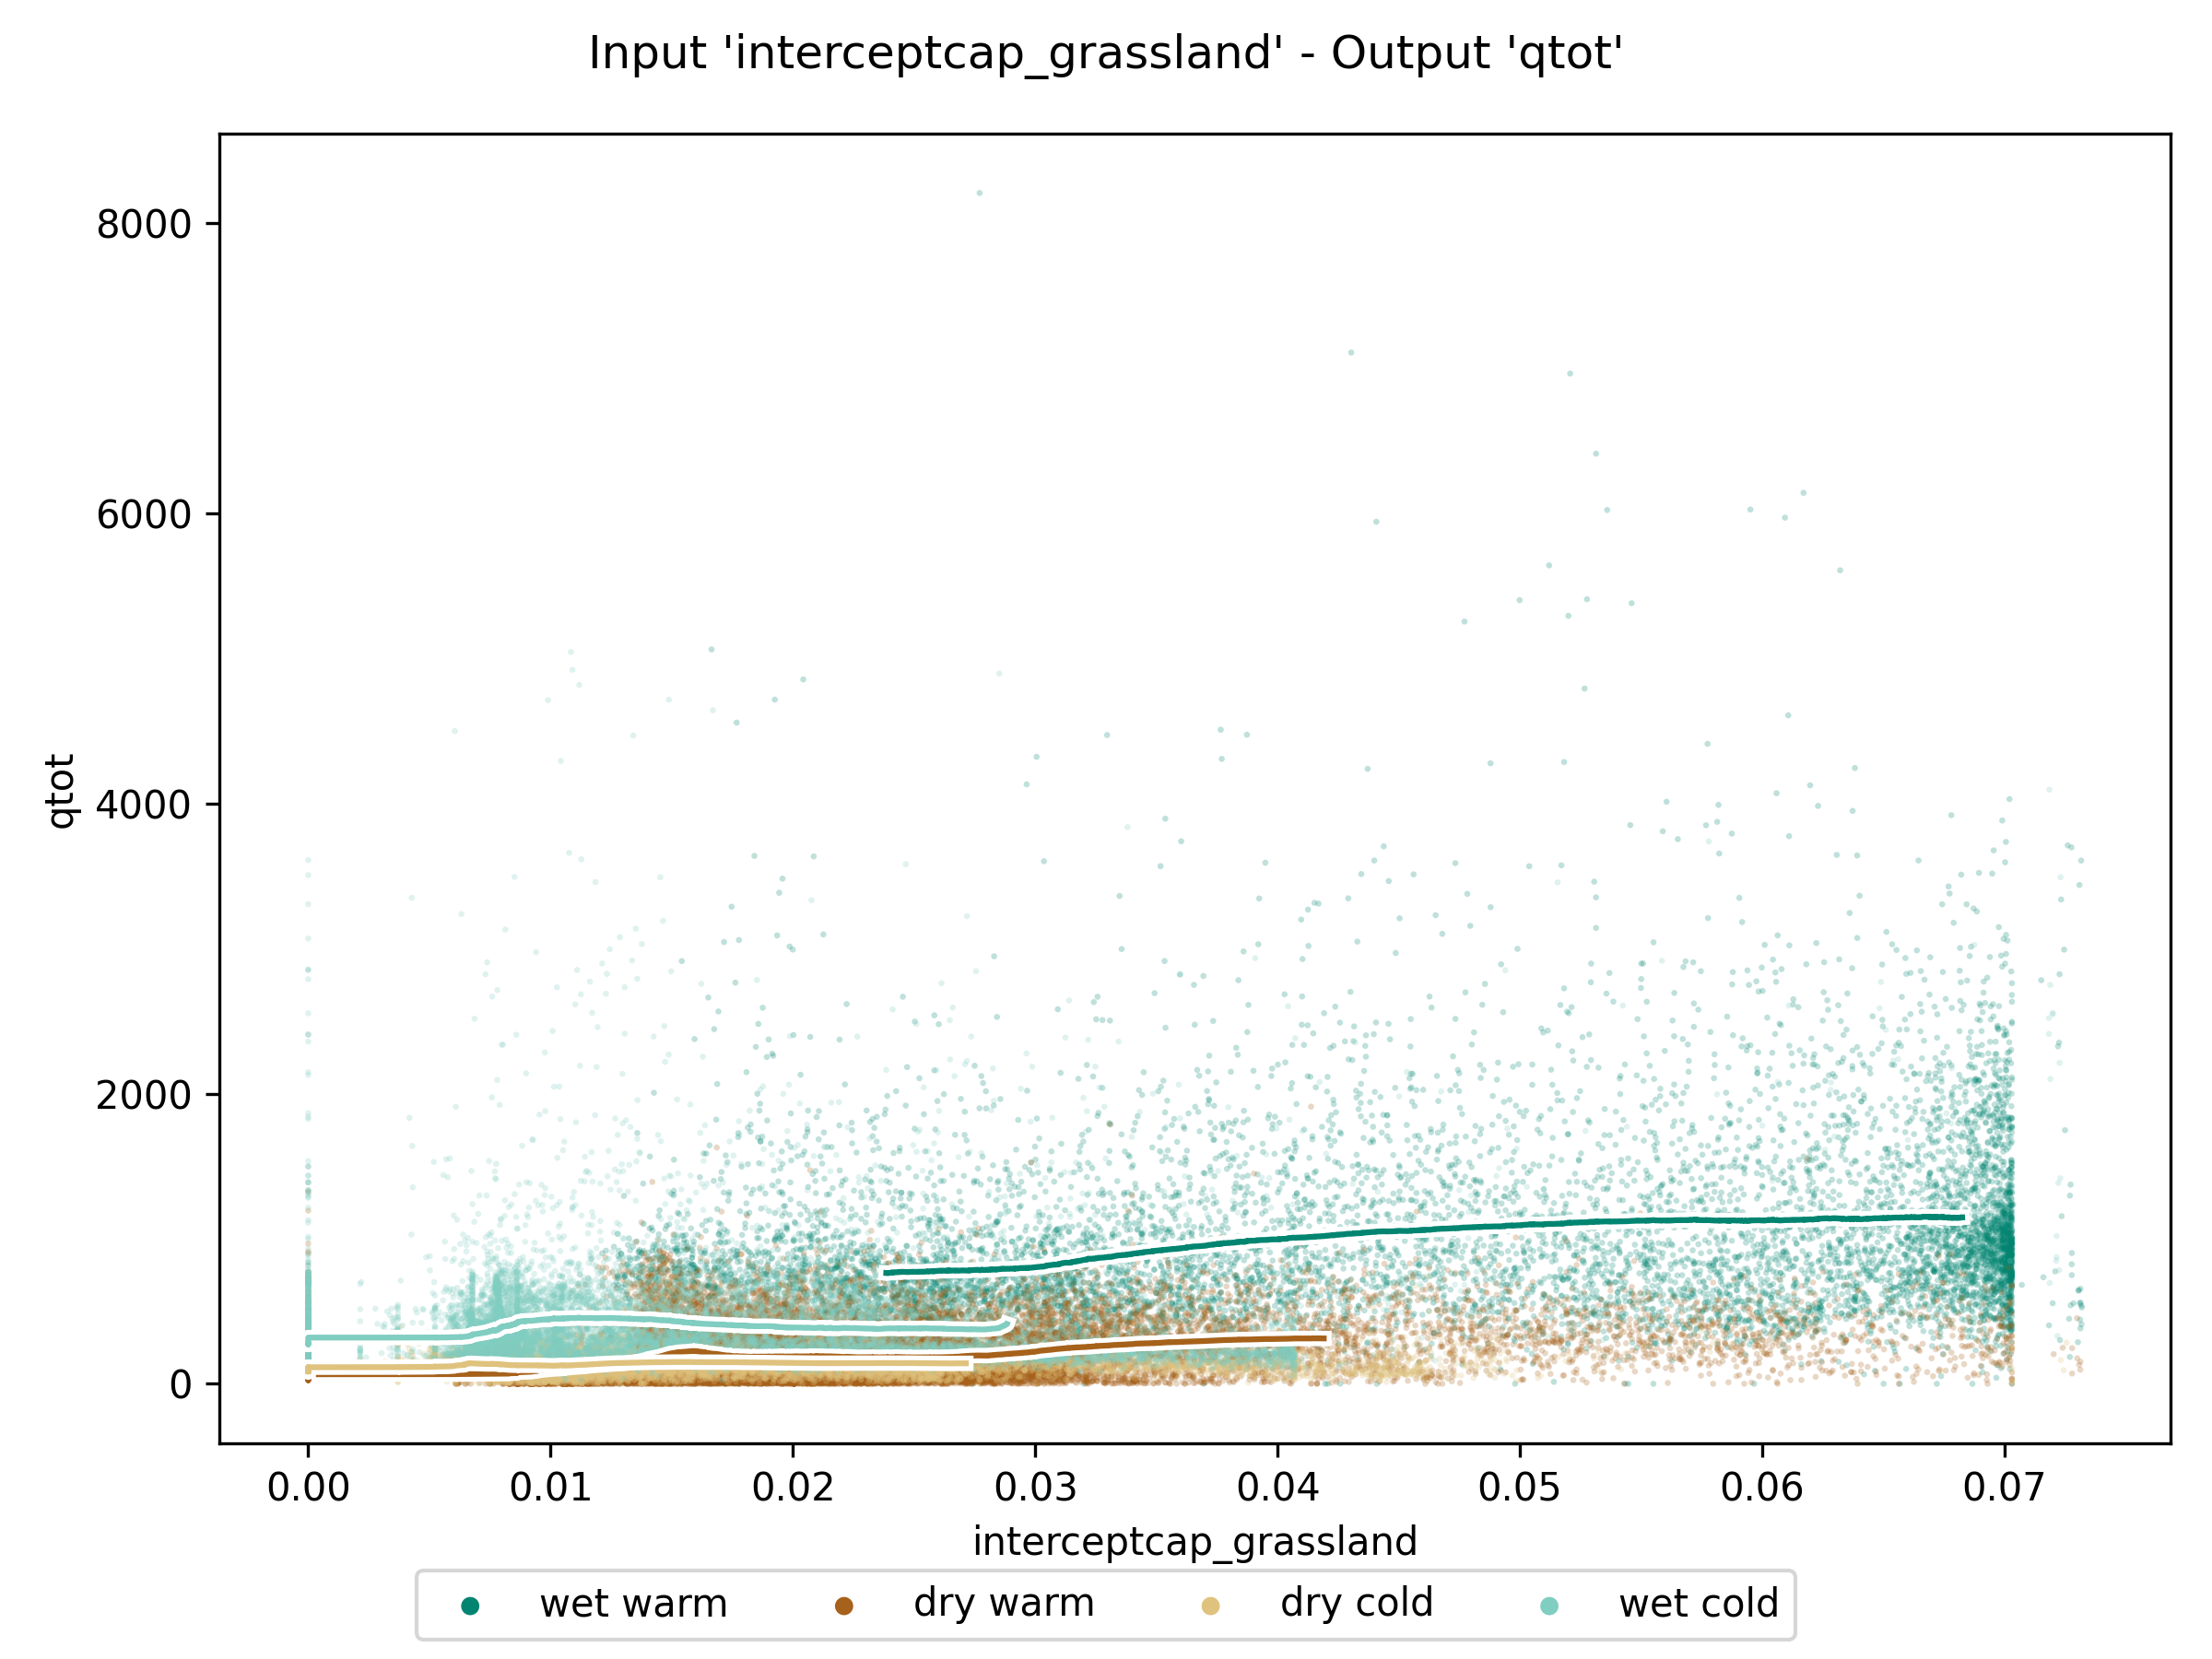 Input 'interceptcap_grassland' - Output 'qtot'
8000
6000
4000
2000
0
qtot
0.00 0.01 0.02 0.03 0.04 0.05 0.06 0.07
interceptcap_grassland
wet warm dry warm dry cold wet cold